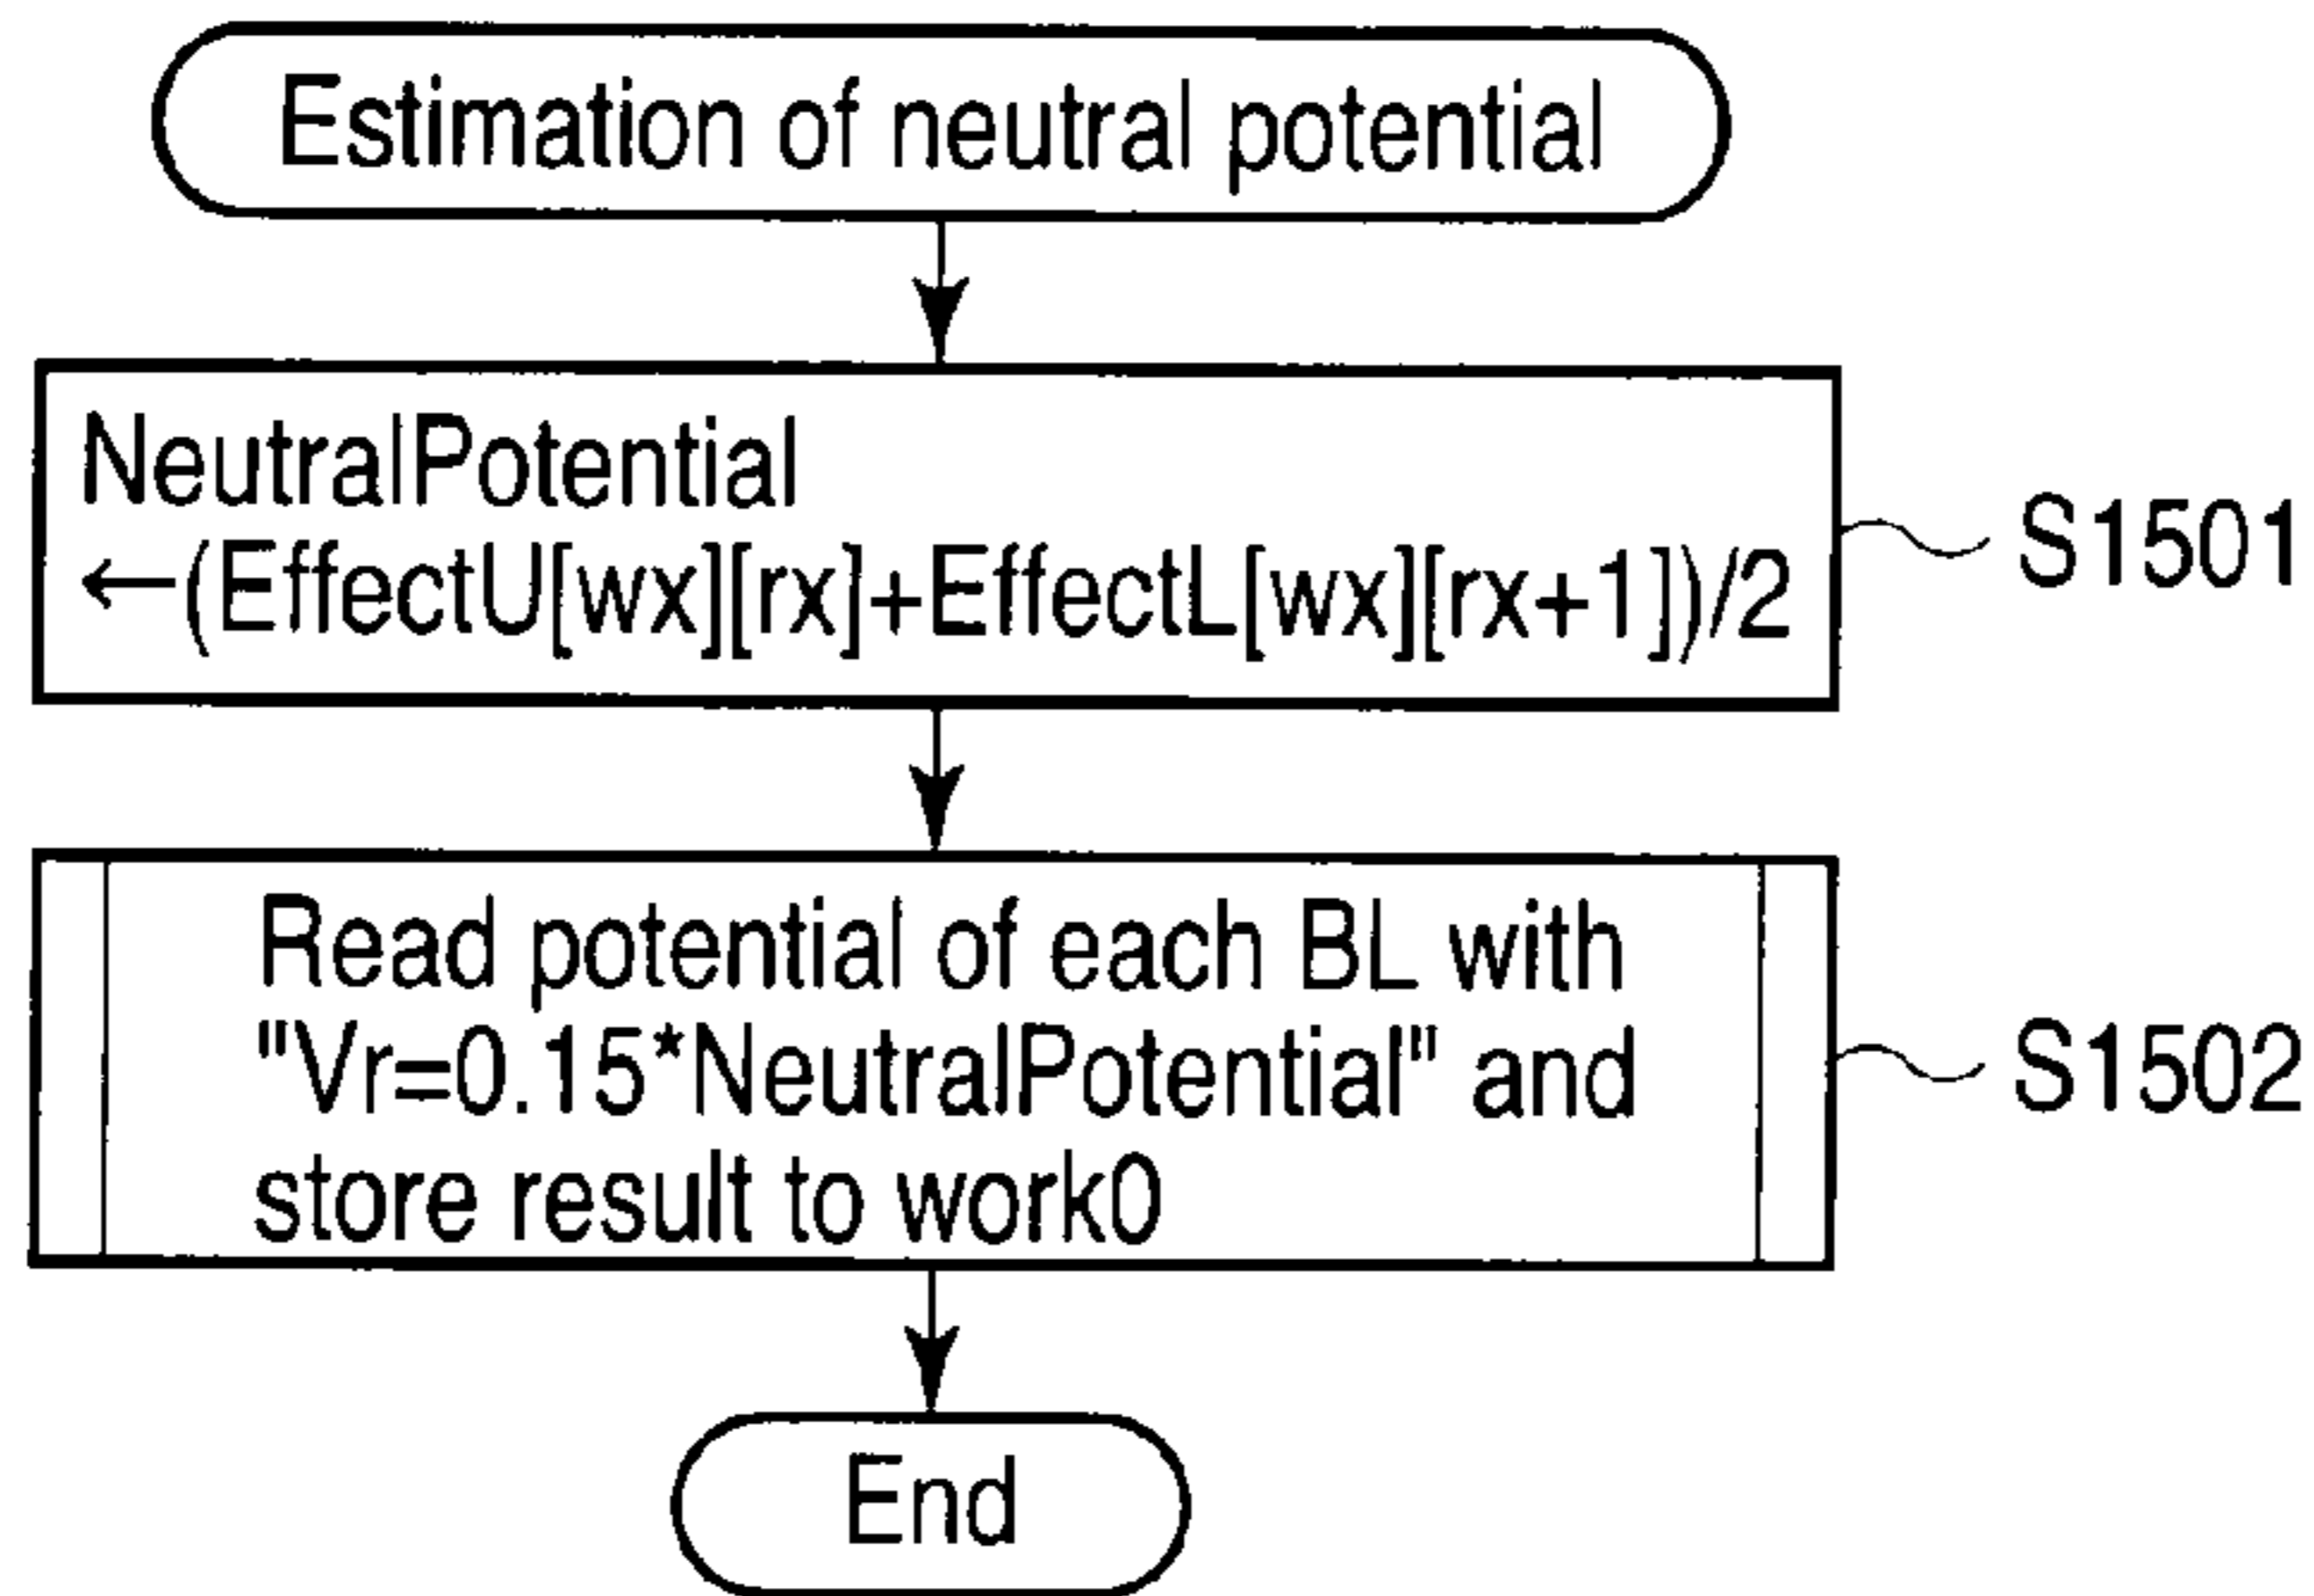 Estimation of neutral potential
NeutralPotential
←(EffectU[wx][rx]+EffectL[wx][rx+1])/2
S1501
Read potential of each BL with
"Vr=0.15*NeutralPotential" and
store result to work0
S1502
End